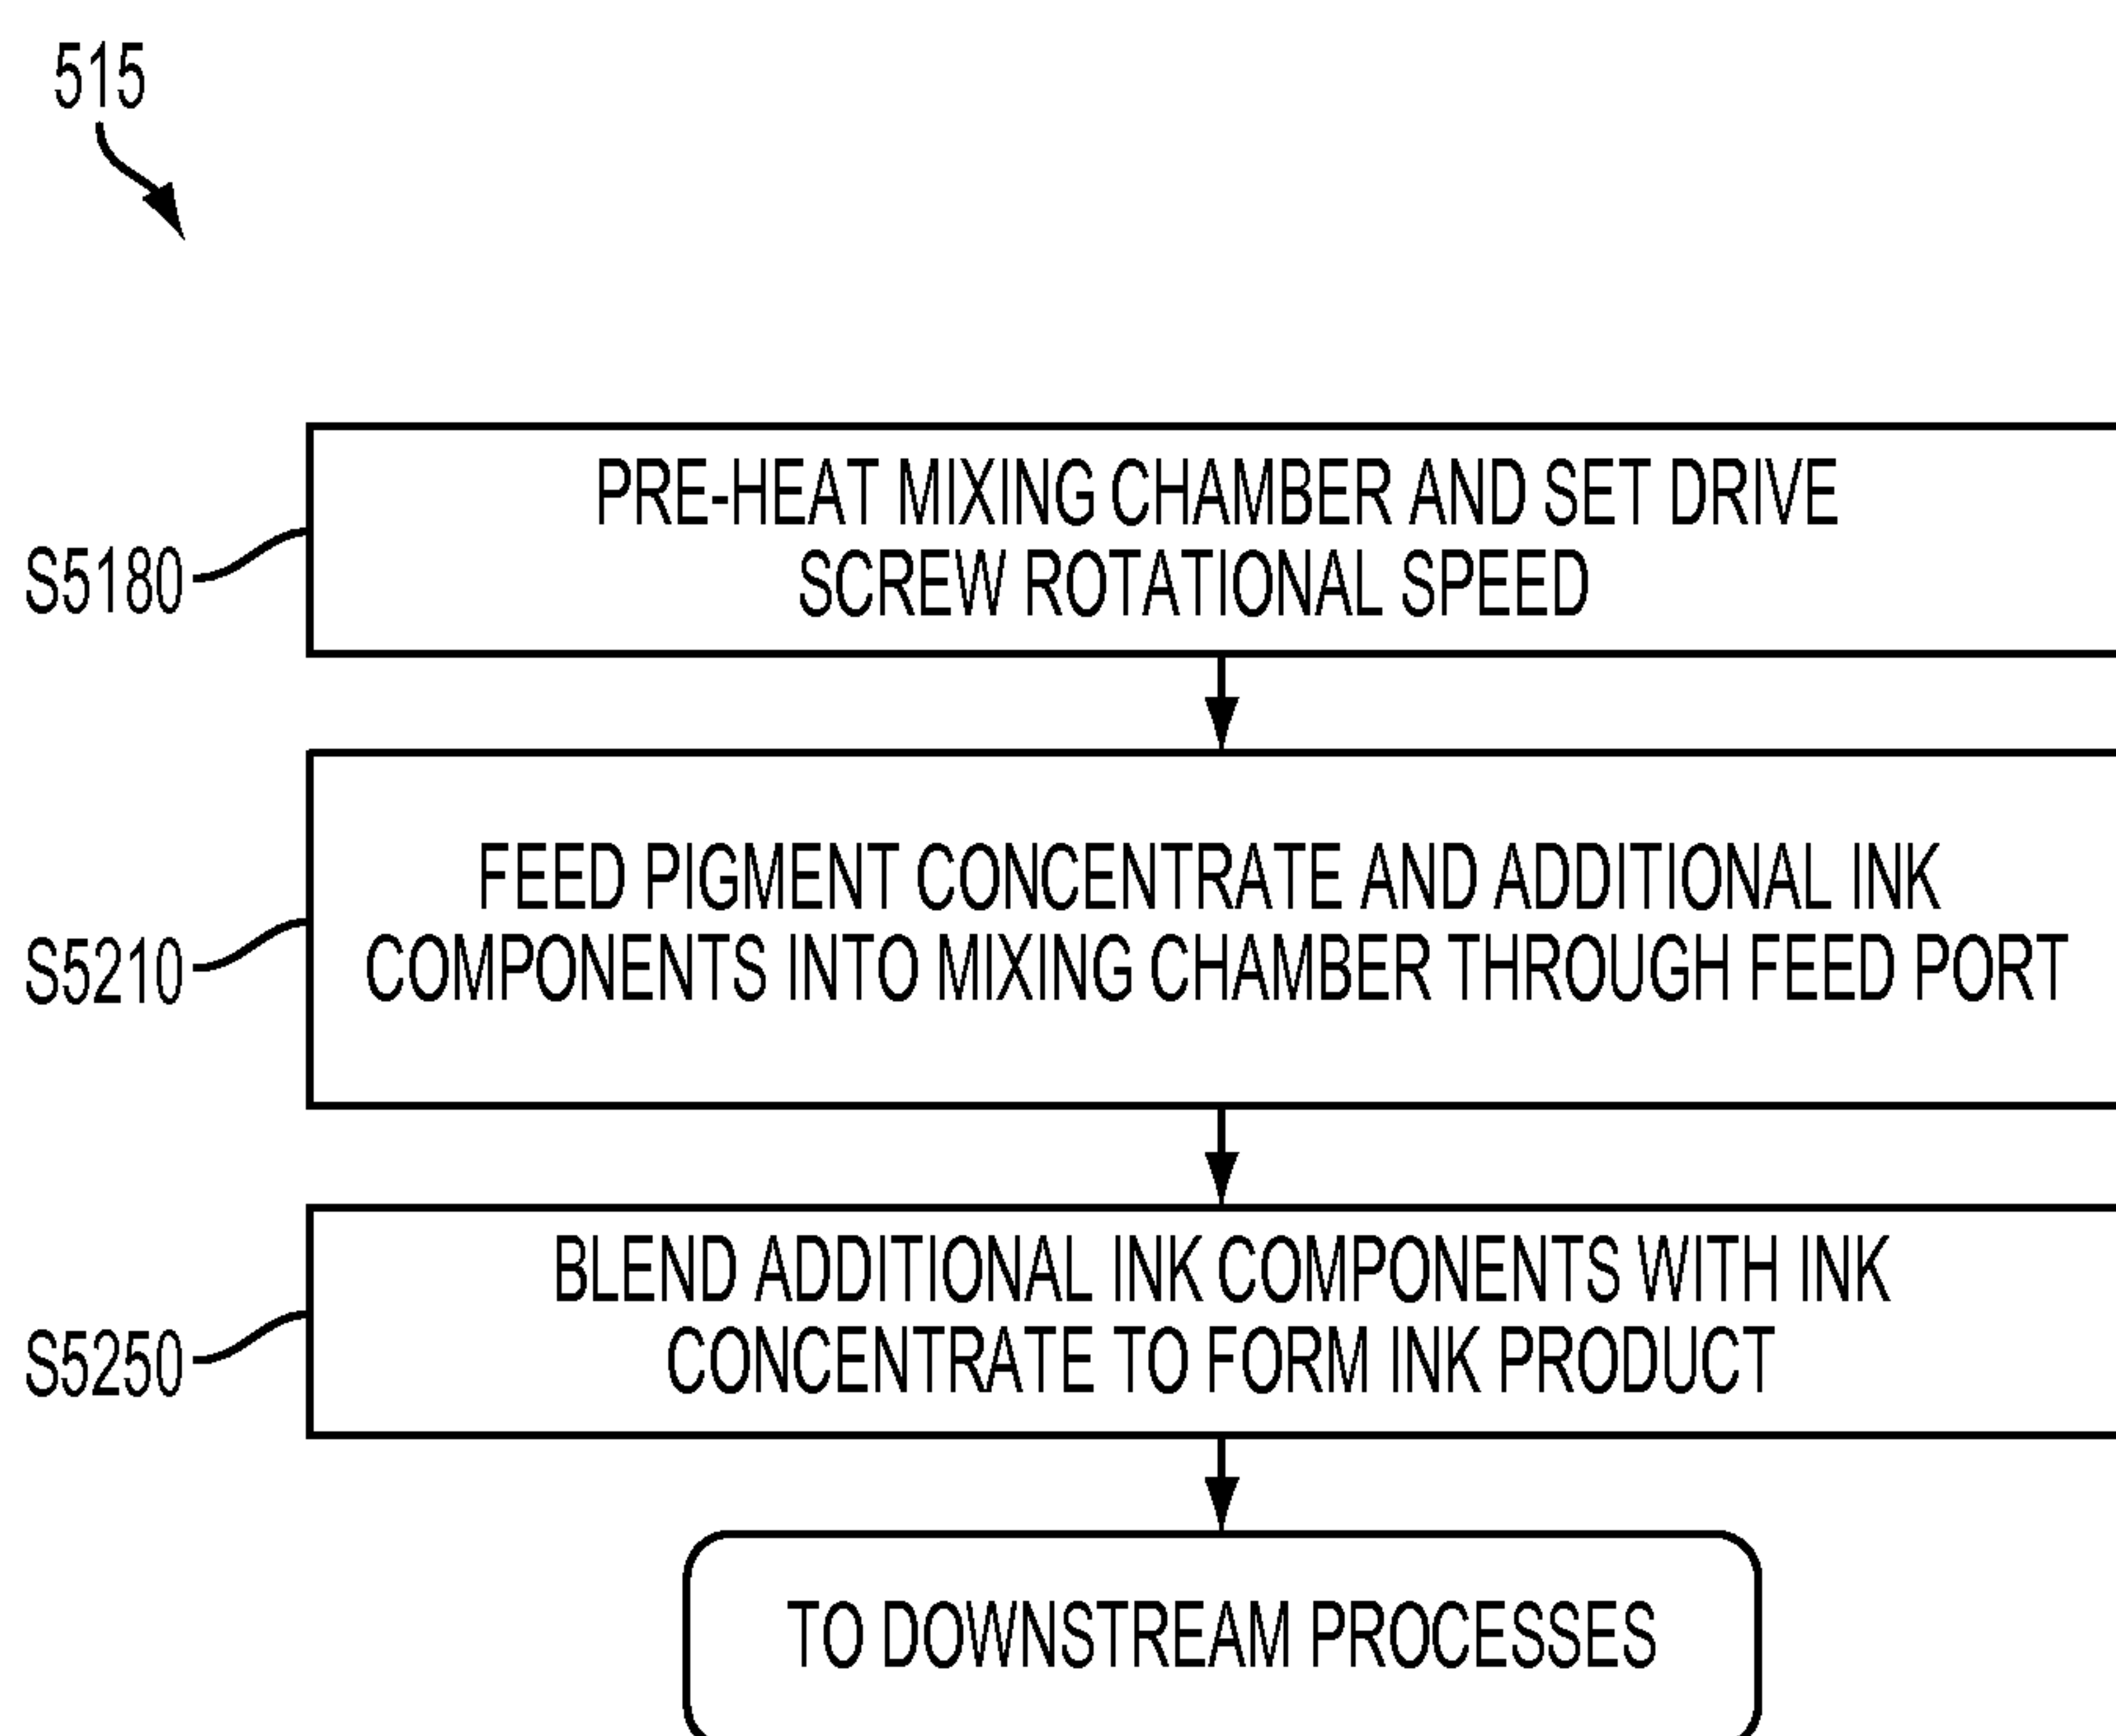 515
PRE-HEAT MIXING CHAMBER AND SET DRIVE
SCREW ROTATIONAL SPEED
S5180
FEED PIGMENT CONCENTRATE AND ADDITIONAL INK
COMPONENTS INTO MIXING CHAMBER THROUGH FEED PORT
S5210
BLEND ADDITIONAL INK COMPONENTS WITH INK
CONCENTRATE TO FORM INK PRODUCT
S5250
TO DOWNSTREAM PROCESSES